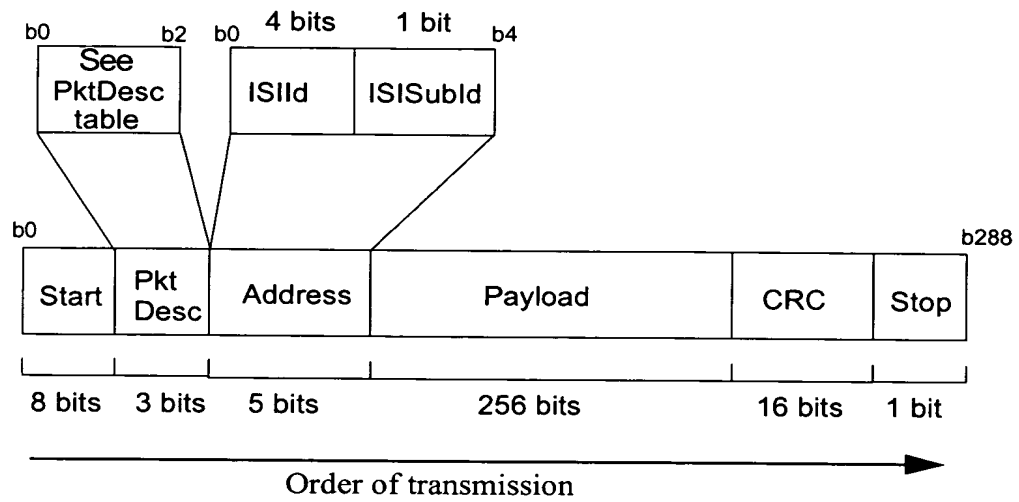 4 bits 1 bit
b0 b2 b0 b4
See
PktDesc
table
ISIId ISISubId
b0 b288
Start Pkt
Desc Address Payload CRC Stop
8 bits 3 bits 5 bits 256 bits 16 bits 1 bit
Order of transmission